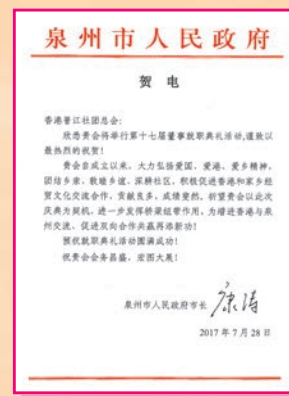 泉州市人民政府
贺 电
香港晋江社团总会:
欣悉贵会将举行第十七届董事就职典礼活动,谨致以
最热烈的祝贺!
贵会自成立以来,大力弘扬爱国、爱港、爱乡精神,
团结乡亲、敦睦乡谊、深耕社区,积极促进香港和家乡经
贸文化交流合作,贡献良多,成绩斐然。祈望贵会以此次
庆典为契机,进一步发挥桥梁纽带作用,为增进香港与泉
州交流、促进双向合作共赢再添新功!
预祝就职典礼活动圆满成功!
祝贵会会务昌盛,宏图大展!
泉州市人民政府市长 康涛
2017 年 7 月 28 日